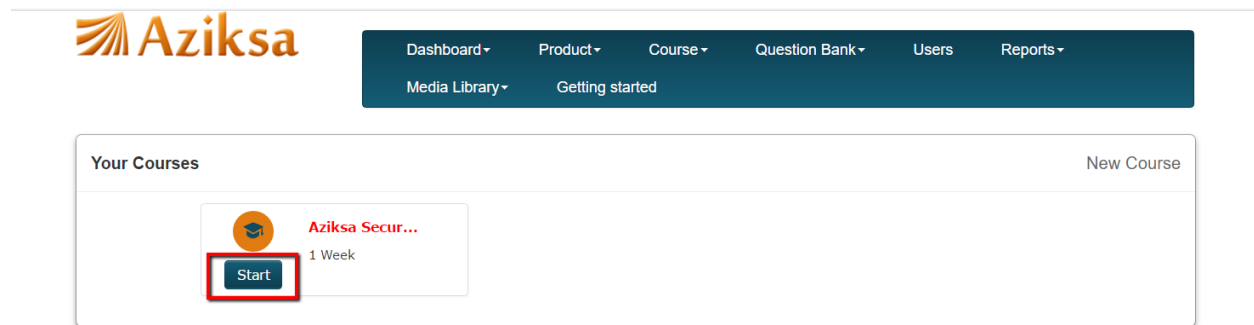 Aziksa
Dashboard Product Course Question Bank Users Reports
Media Library Getting started
Your Courses New Course
Aziksa Secur...
1 Week
Start